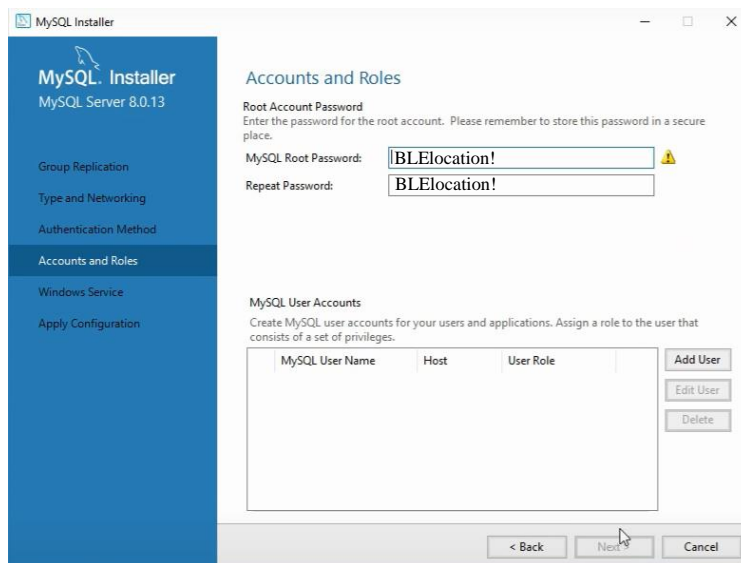 MySQL Installer
MySQL. Installer
MySQL Server 8.0.13
Group Replication
Type and Networking
Authentication Method
Accounts and Roles
Windows Service
Apply Configuration
Accounts and Roles
Root Account Password
Enter the password for the root account. Please remember to store this password in a secure
place.
MySQL Root Password: BLElocation!
Repeat Password: BLElocation!
MySQL User Accounts
Create MySQL user accounts for your users and applications. Assign a role to the user that
consists of a set of privileges.
MySQL User Name Host User Role
Add User
Edit User
Delete
< Back Next > Cancel